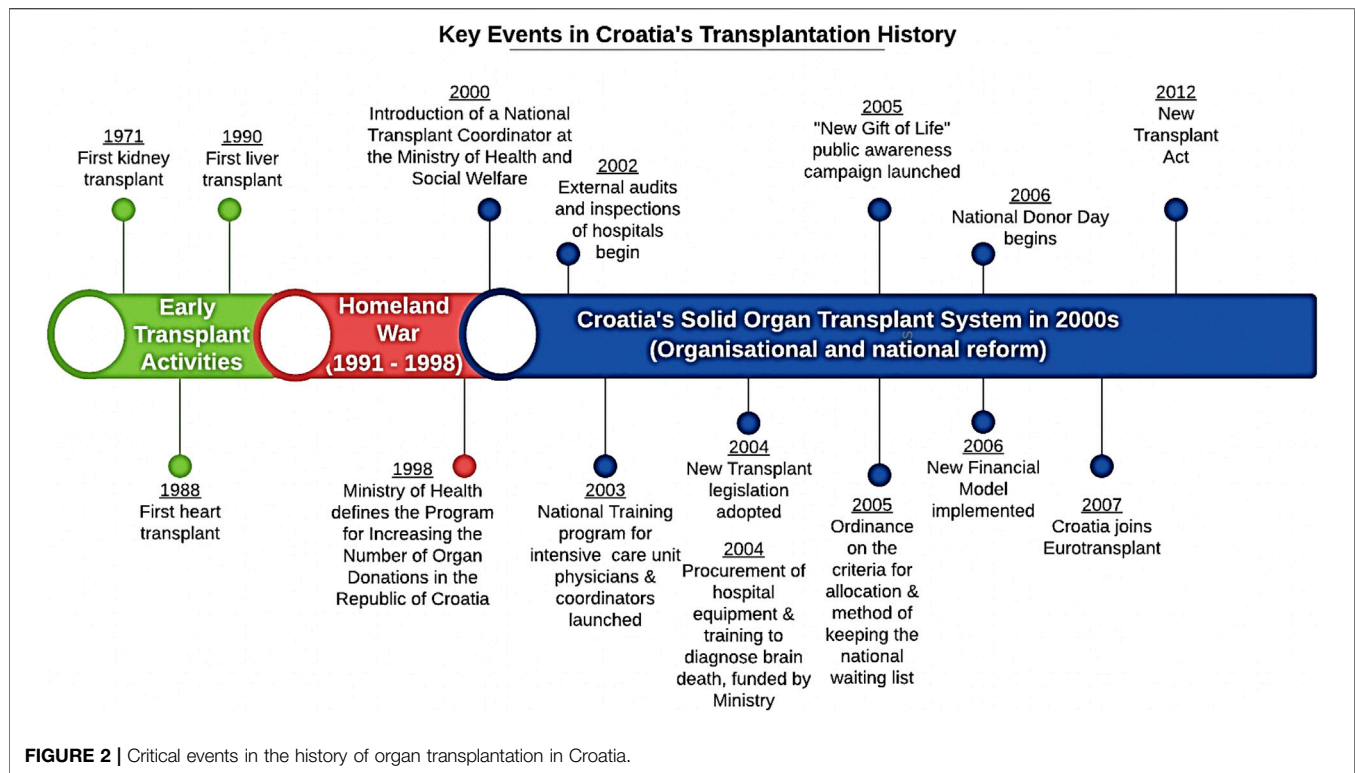 Key Events in Croatia's Transplantation History
1971
First kidney
transplant
1990
First liver
transplant
2000
Introduction of a National
Transplant Coordinator at
the Ministry of Health and
Social Welfare
2002
External audits
and inspections
of hospitals
begin
2005
"New Gift of Life"
public awareness
campaign launched
2006
National Donor Day
begins
2012
New
Transplant
Act
Early
Transplant
Activities
Homeland
War
(1991 - 1998)
Croatia's Solid Organ Transplant System in 2000s
(Organisational and national reform)
1988
First heart
transplant
1998
Ministry of Health
defines the Program
for Increasing the
Number of Organ
Donations in the
Republic of Croatia
2003
National Training
program for
intensive care unit
physicians &
coordinators
launched
2004
New Transplant
legislation
adopted
2004
Procurement of
hospital
equipment &
training to
diagnose brain
death, funded by
Ministry
2005
Ordinance
on the
criteria for
allocation &
method of
keeping the
national
waiting list
2006
New Financial
Model
implemented
2007
Croatia joins
Eurotransplant
FIGURE 2 | Critical events in the history of organ transplantation in Croatia.